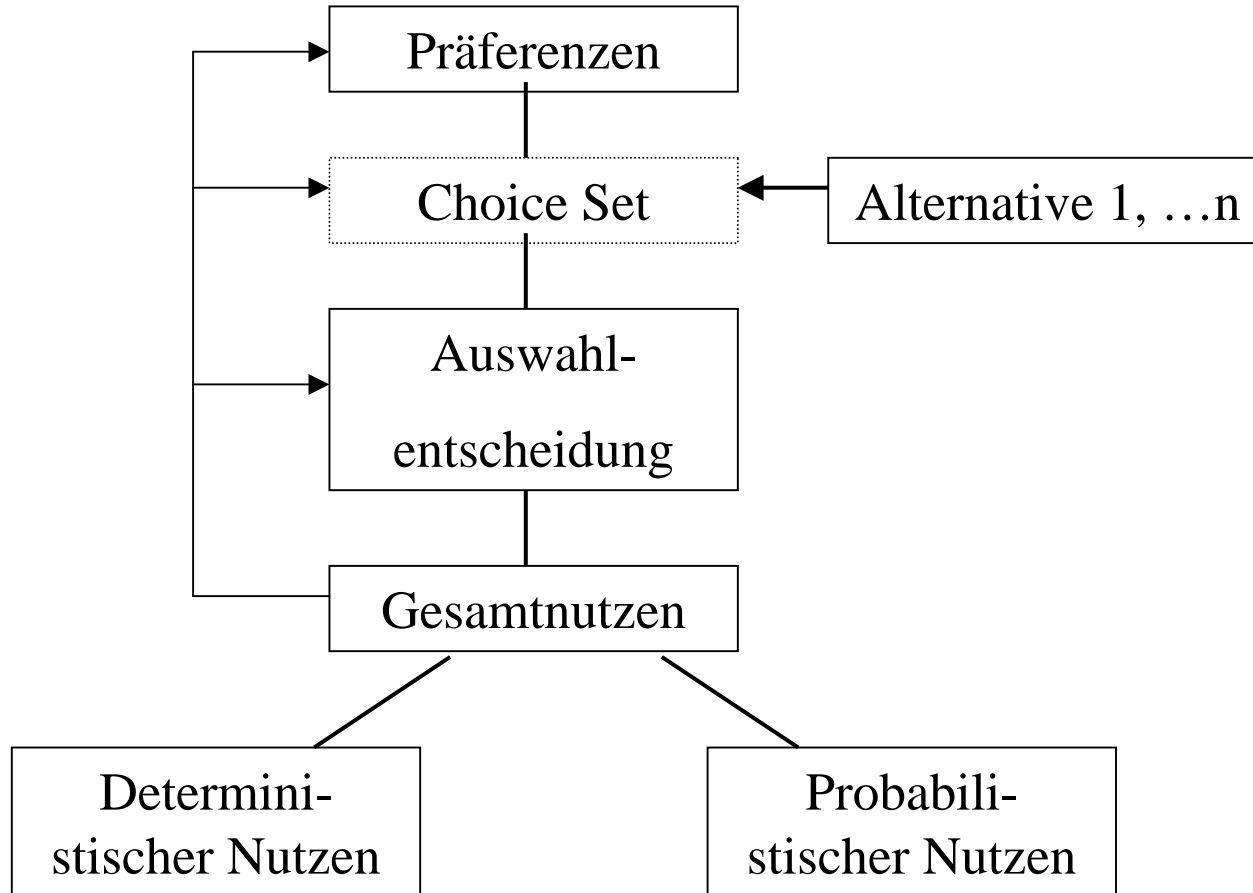 Präferenzen
Choice Set
Alternative 1, …n
Auswahl-
entscheidung
Gesamtnutzen
Determini-
stischer Nutzen
Probabili-
stischer Nutzen